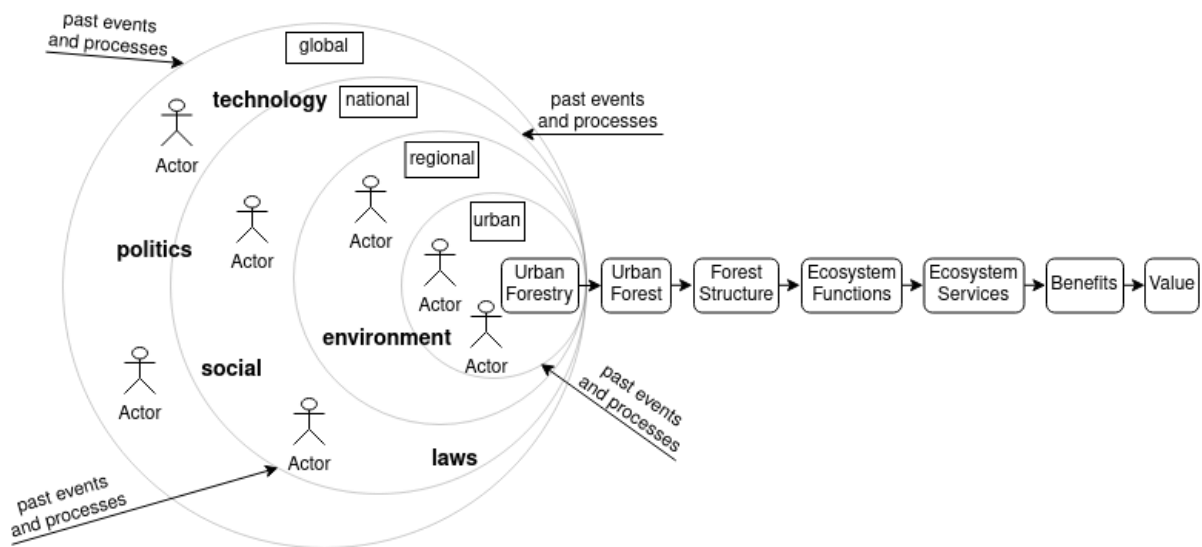 past events
and processes
global
technology
national
past events
and processes
Actor
regional
urban
Actor
Actor
politics
Actor
Urban
Forestry
Urban
Forest
Forest
Structure
Ecosystem
Functions
Ecosystem
Services
Benefits
Value
environment
Actor
social
Actor
past events
and processes
Actor
laws
past events
and processes